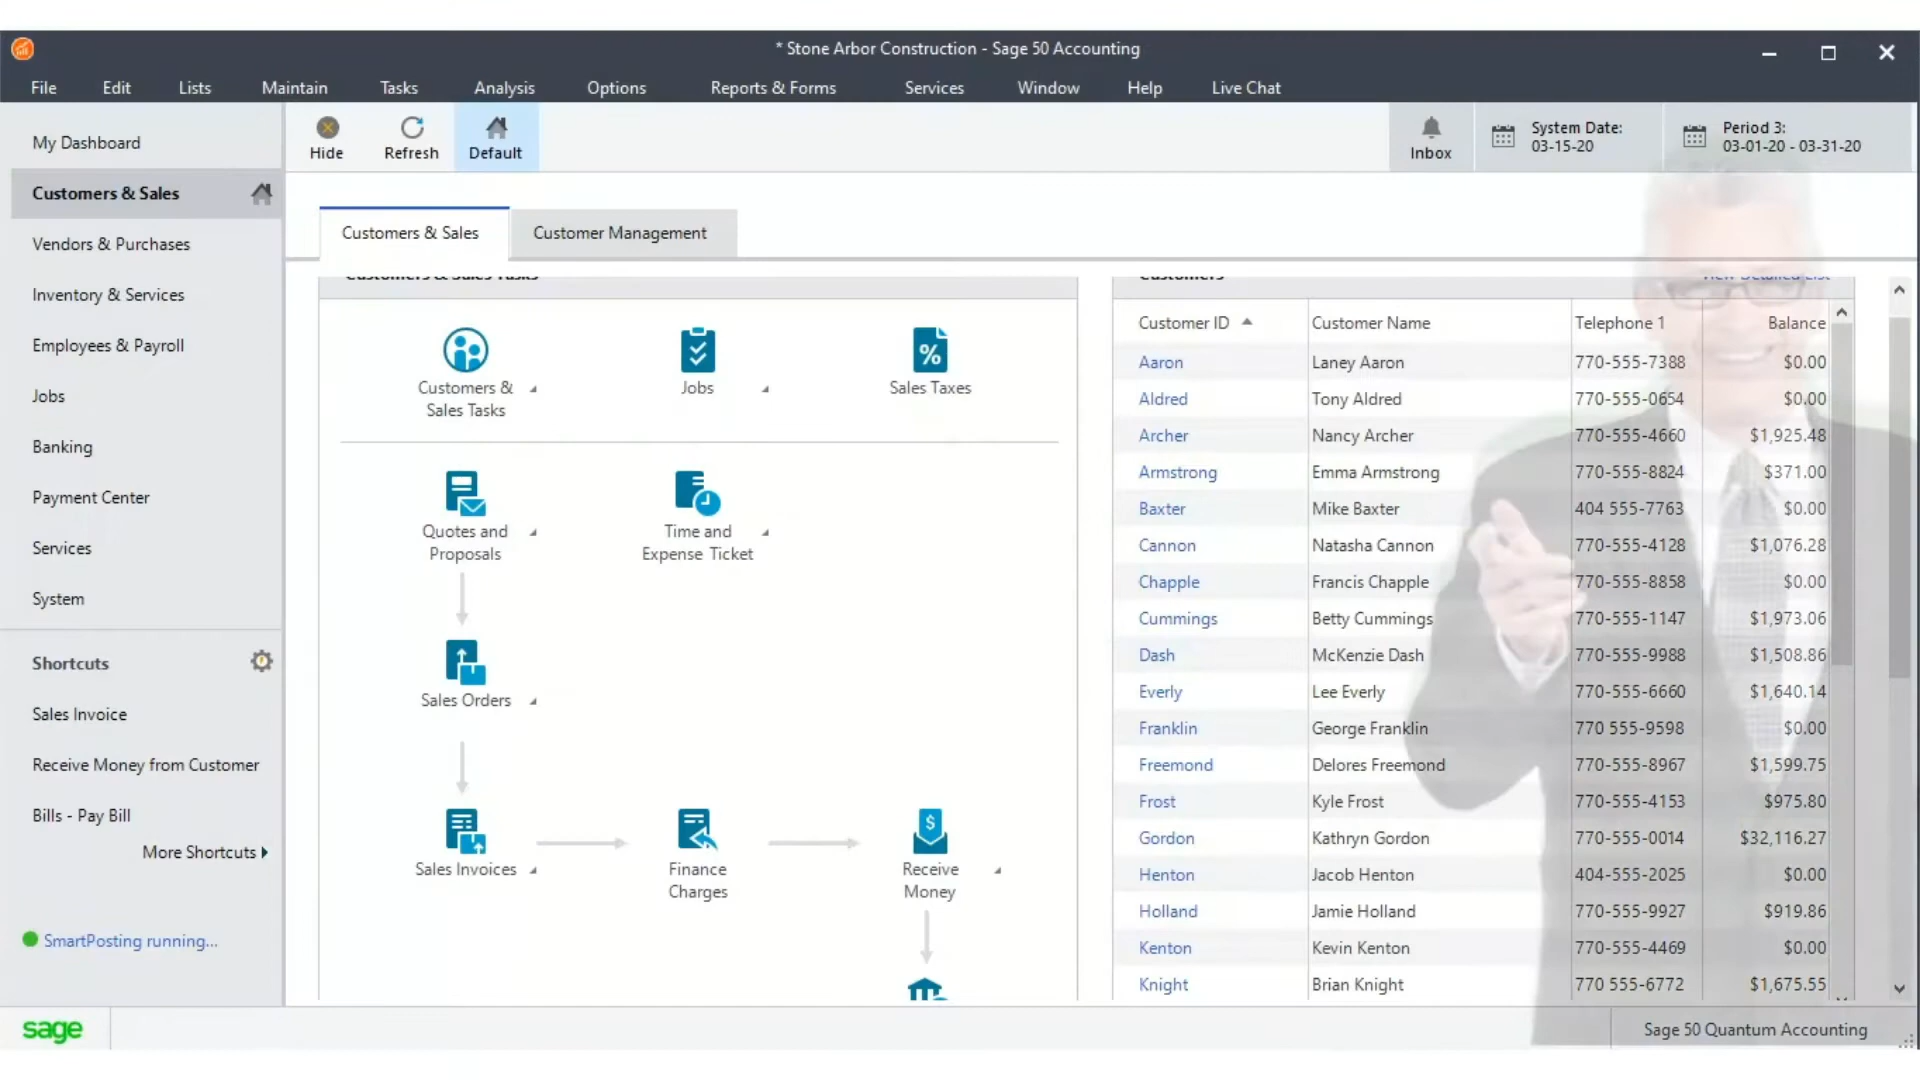 * Stone Arbor Construction - Sage 50 Accounting
File Edit Lists Maintain Tasks Analysis Options Reports & Forms Services Window Help Live Chat
My Dashboard
Customers & Sales
Vendors & Purchases
Inventory & Services
Employees & Payroll
Jobs
Banking
Payment Center
Services
System
Shortcuts
Sales Invoice
Receive Money from Customer
Bills - Pay Bill
More Shortcuts
SmartPosting running...
sage
Hide Refresh Default
Inbox
System Date:
03-15-20
Period 3:
03-01-20 - 03-31-20
Customers & Sales Customer Management
Customers & Sales Tasks
Customers &
Sales Tasks
Jobs
Sales Taxes
Quotes and
Proposals
Time and
Expense Ticket
Sales Orders
Sales Invoices
Finance
Charges
Receive
Money
Customers View Detailed List
Customer ID Customer Name Telephone 1 Balance
Aaron Laney Aaron 770-555-7388 $0.00
Aldred Tony Aldred 770-555-0654 $0.00
Archer Nancy Archer 770-555-4660 $1,925.48
Armstrong Emma Armstrong 770-555-8824 $371.00
Baxter Mike Baxter 404 555-7763 $0.00
Cannon Natasha Cannon 770-555-4128 $1,076.28
Chapple Francis Chapple 770-555-8858 $0.00
Cummings Betty Cummings 770-555-1147 $1,973.06
Dash McKenzie Dash 770-555-9988 $1,508.86
Everly Lee Everly 770-555-6660 $1,640.14
Franklin George Franklin 770 555-9598 $0.00
Freemond Delores Freemond 770-555-8967 $1,599.75
Frost Kyle Frost 770-555-4153 $975.80
Gordon Kathryn Gordon 770-555-0014 $32,116.27
Henton Jacob Henton 404-555-2025 $0.00
Holland Jamie Holland 770-555-9927 $919.86
Kenton Kevin Kenton 770-555-4469 $0.00
Knight Brian Knight 770 555-6772 $1,675.55
Sage 50 Quantum Accounting